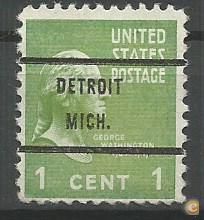 UNITED
STATES
POSTAGE
DETROIT
MICH.
GEORGE
WASHINGTON
1 CENT 1